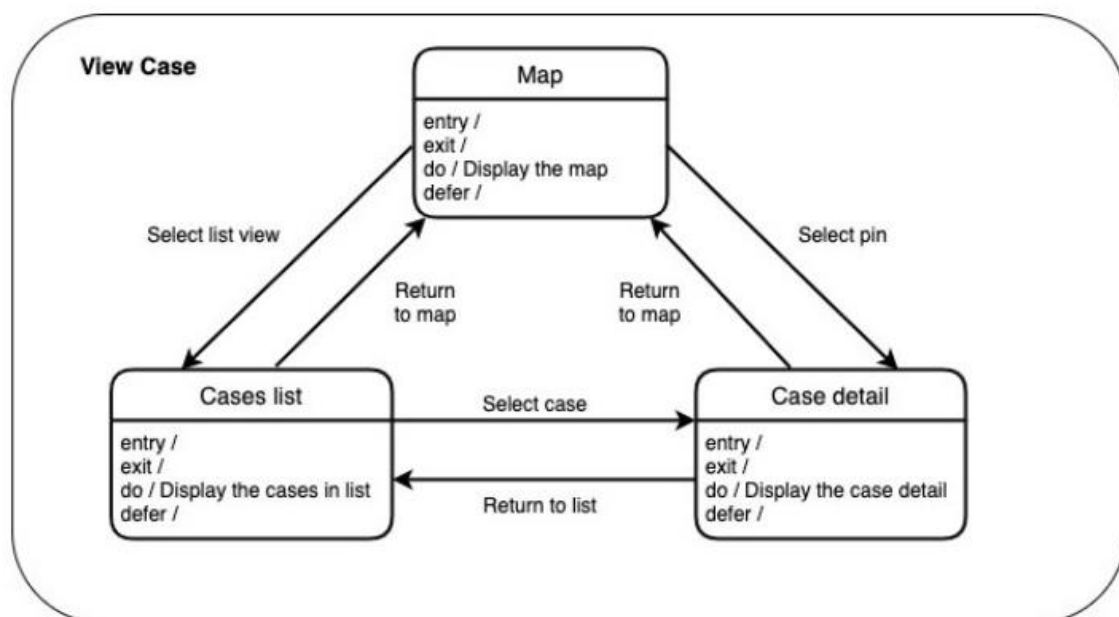 View Case
Map
entry /
exit /
do / Display the map
defer /
Select list view
Select pin
Return
to map
Return
to map
Cases list
entry /
exit /
do / Display the cases in list
defer /
Select case
Return to list
Case detail
entry /
exit /
do / Display the case detail
defer /